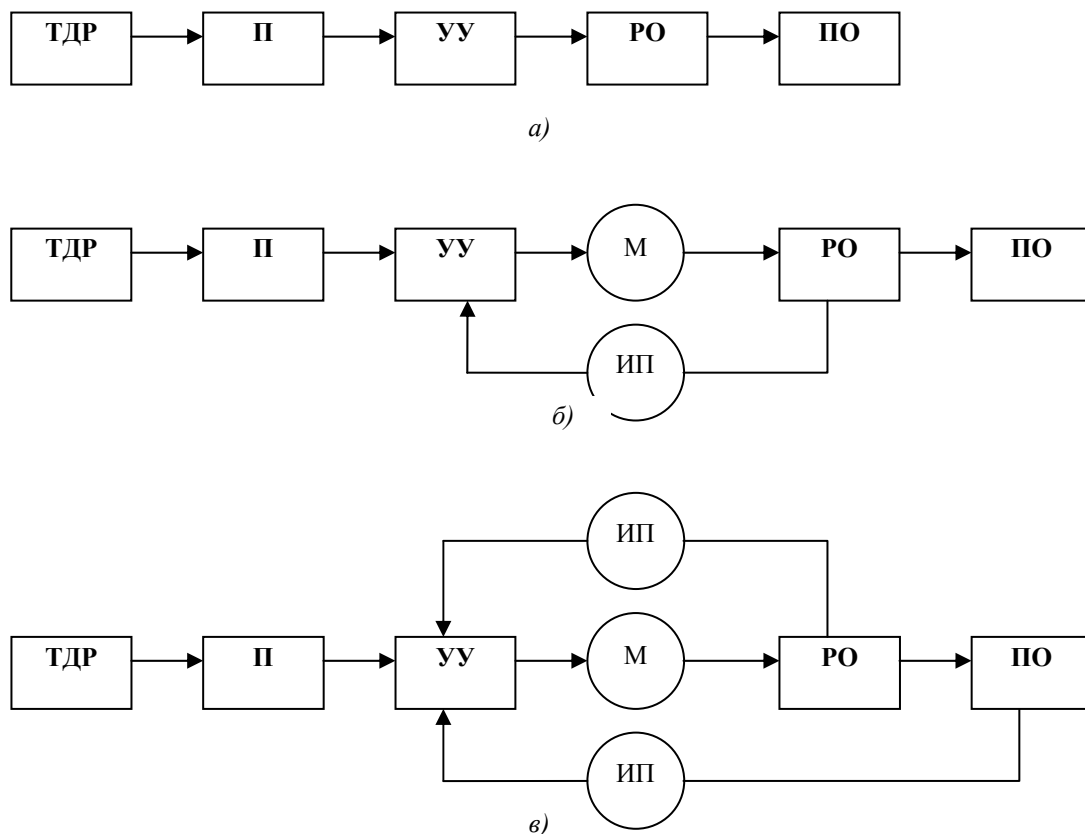 ТДР П УУ РО ПО
а)
ТДР П УУ М РО ПО
ИП
б)
ИП
ТДР П УУ М РО ПО
ИП
в)